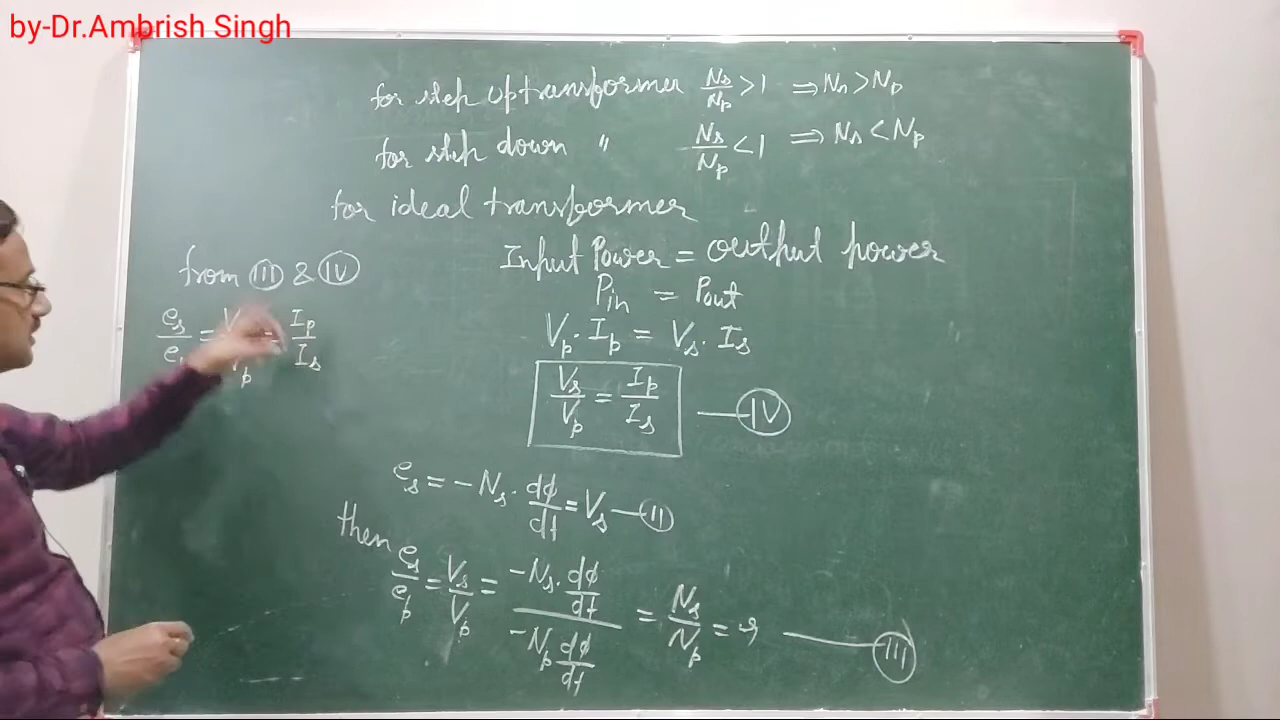 by-Dr.Ambrish Singh
for step up transformer Ns/Np > 1 ⇒ Ns > Np
for step down " Ns/Np < 1 ⇒ Ns < Np
for ideal transformer
Input Power = output power
Pin = Pout
Vp . Ip = Vs . Is
Vs/Vp = Ip/Is — IV
from III & IV
es/e = V/Vp = Ip/Is
es = - Ns . dϕ/dt = Vs — II
then
es/ep = Vs/Vp = -Ns . dϕ/dt / -Np dϕ/dt = Ns/Np = r — III